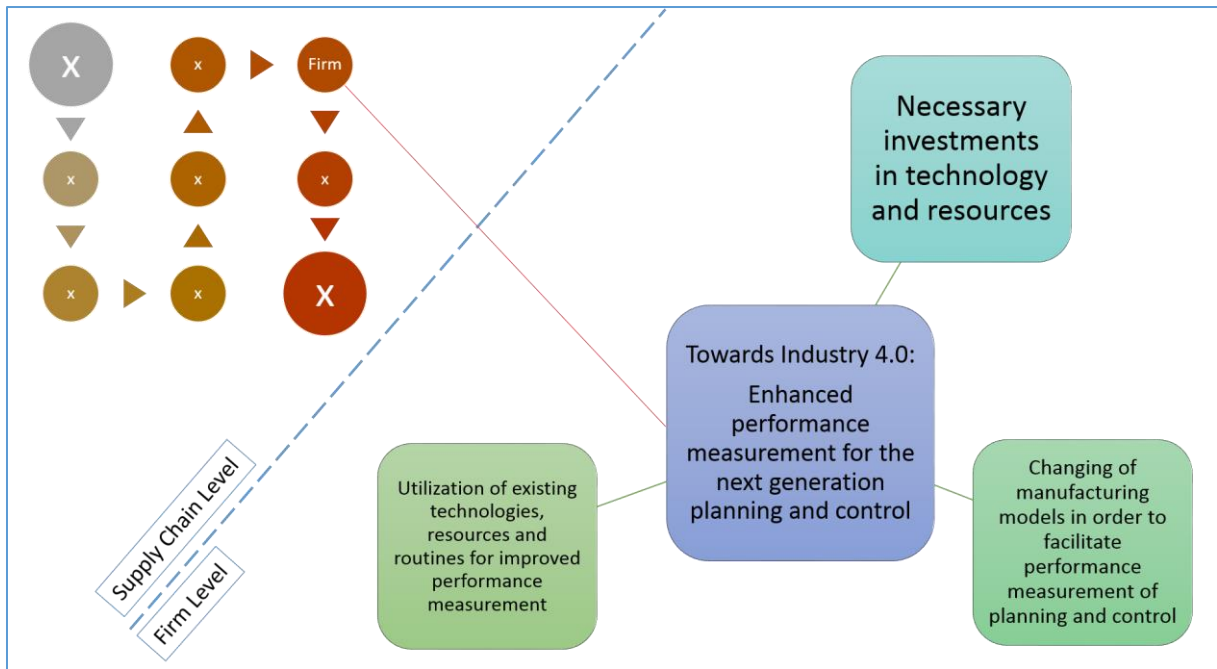 X
x
Firm
x
x
x
x
x
X
Necessary
investments
in technology
and resources
Towards Industry 4.0:
Enhanced
performance
measurement for the
next generation
planning and control
Utilization of existing
technologies,
resources and
routines for improved
performance
measurement
Changing of
manufacturing
models in order to
facilitate
performance
measurement of
planning and control
Supply Chain Level
Firm Level